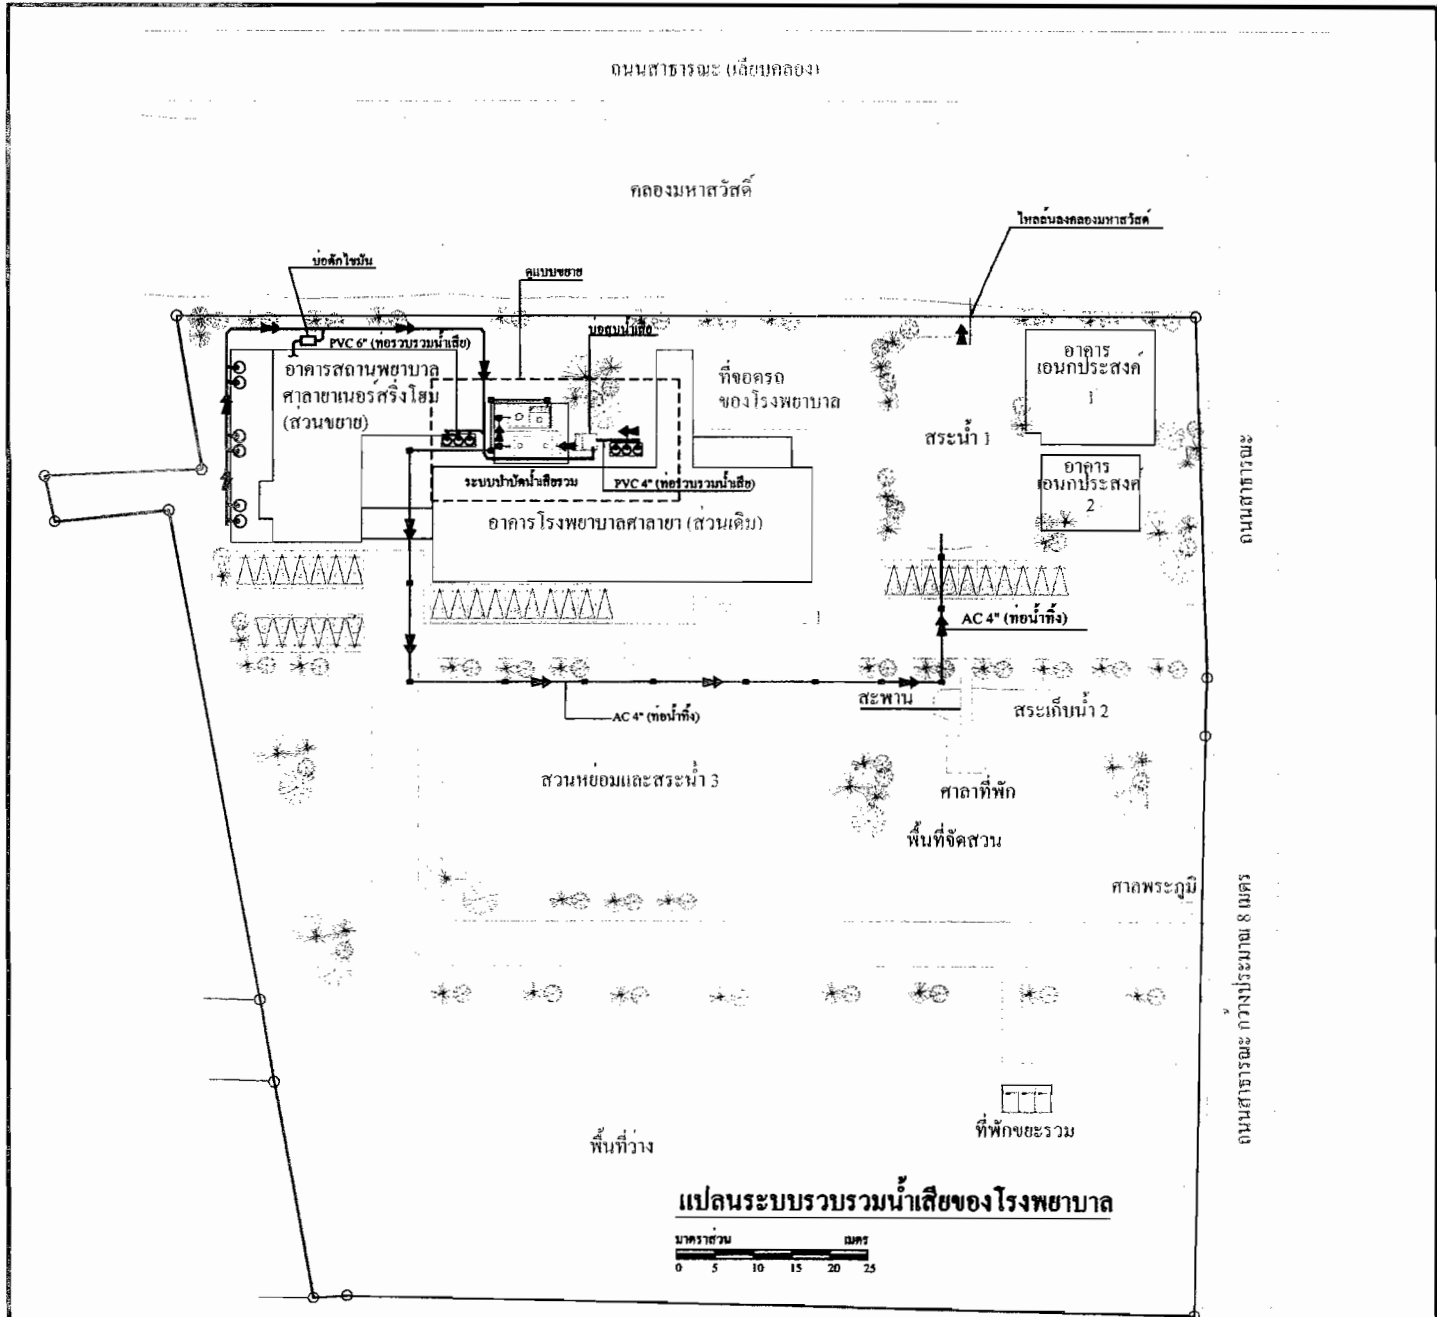 ถนนสาธารณะ (เลียบคลอง)
คลองมหาสวัสดิ์
ไหลล้นลงคลองมหาสวัสดิ์
บ่อดักไขมัน
ดูแบบขยาย
บ่อสูบน้ำเสีย
PVC 6" (ท่อรวบรวมน้ำเสีย)
อาคารสถานพยาบาล
ศาลายาเนอร์สริ่งโฮม
(ส่วนขยาย)
ที่จอดรถ
ของโรงพยาบาล
อาคาร
เอนกประสงค์
1
สระน้ำ 1
อาคาร
เอนกประสงค์
2
ถนนสาธารณะ
ระบบบำบัดน้ำเสียรวม
PVC 4" (ท่อรวบรวมน้ำเสีย)
อาคารโรงพยาบาลศาลายา (ส่วนเดิม)
AC 4" (ท่อน้ำทิ้ง)
สะพาน
สระเก็บน้ำ 2
AC 4" (ท่อน้ำทิ้ง)
สวนหย่อมและสระน้ำ 3
ศาลาที่พัก
พื้นที่จัดสวน
ศาลพระภูมิ
ถนนสาธารณะ กว้างประมาณ 8 เมตร
ที่พักขยะรวม
พื้นที่ว่าง
แปลนระบบรวบรวมน้ำเสียของโรงพยาบาล
มาตราส่วน เมตร
0 5 10 15 20 25